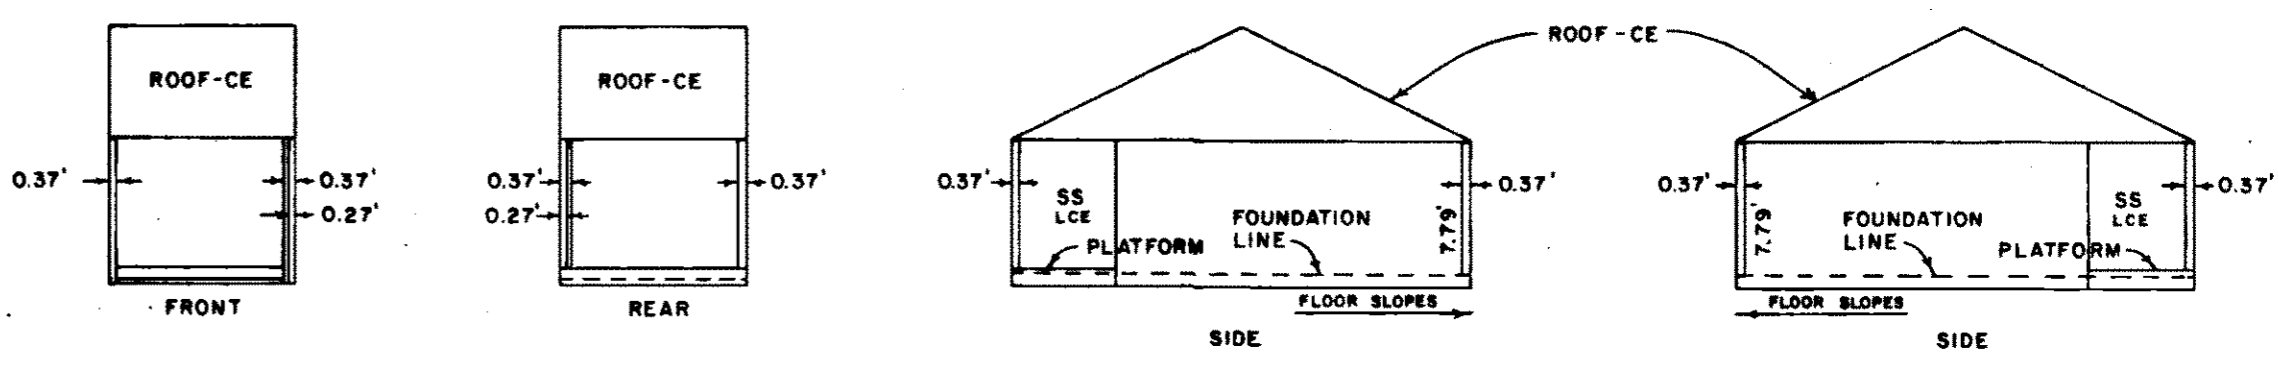 ROOF-CE
0.37'
0.37'
0.27'
FRONT
ROOF-CE
0.37'
0.27'
0.37'
REAR
ROOF-CE
0.37'
SS
LCE
PLATFORM
FOUNDATION
LINE
7.79'
0.37'
FLOOR SLOPES
SIDE
0.37'
7.79'
FOUNDATION
LINE
SS
LCE
PLATFORM
0.37'
FLOOR SLOPES
SIDE